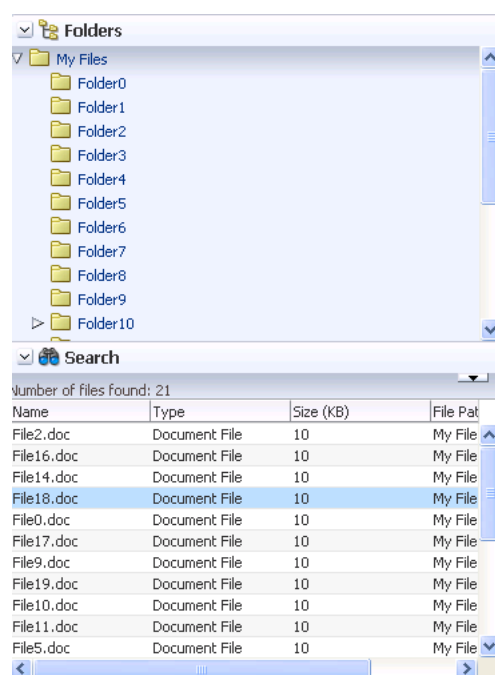 Folders
My Files
Folder0
Folder1
Folder2
Folder3
Folder4
Folder5
Folder6
Folder7
Folder8
Folder9
Folder10
Search
Number of files found: 21
Name Type Size (KB) File Pat
File2.doc Document File 10 My File
File16.doc Document File 10 My File
File14.doc Document File 10 My File
File18.doc Document File 10 My File
File0.doc Document File 10 My File
File17.doc Document File 10 My File
File9.doc Document File 10 My File
File19.doc Document File 10 My File
File10.doc Document File 10 My File
File11.doc Document File 10 My File
File5.doc Document File 10 My File